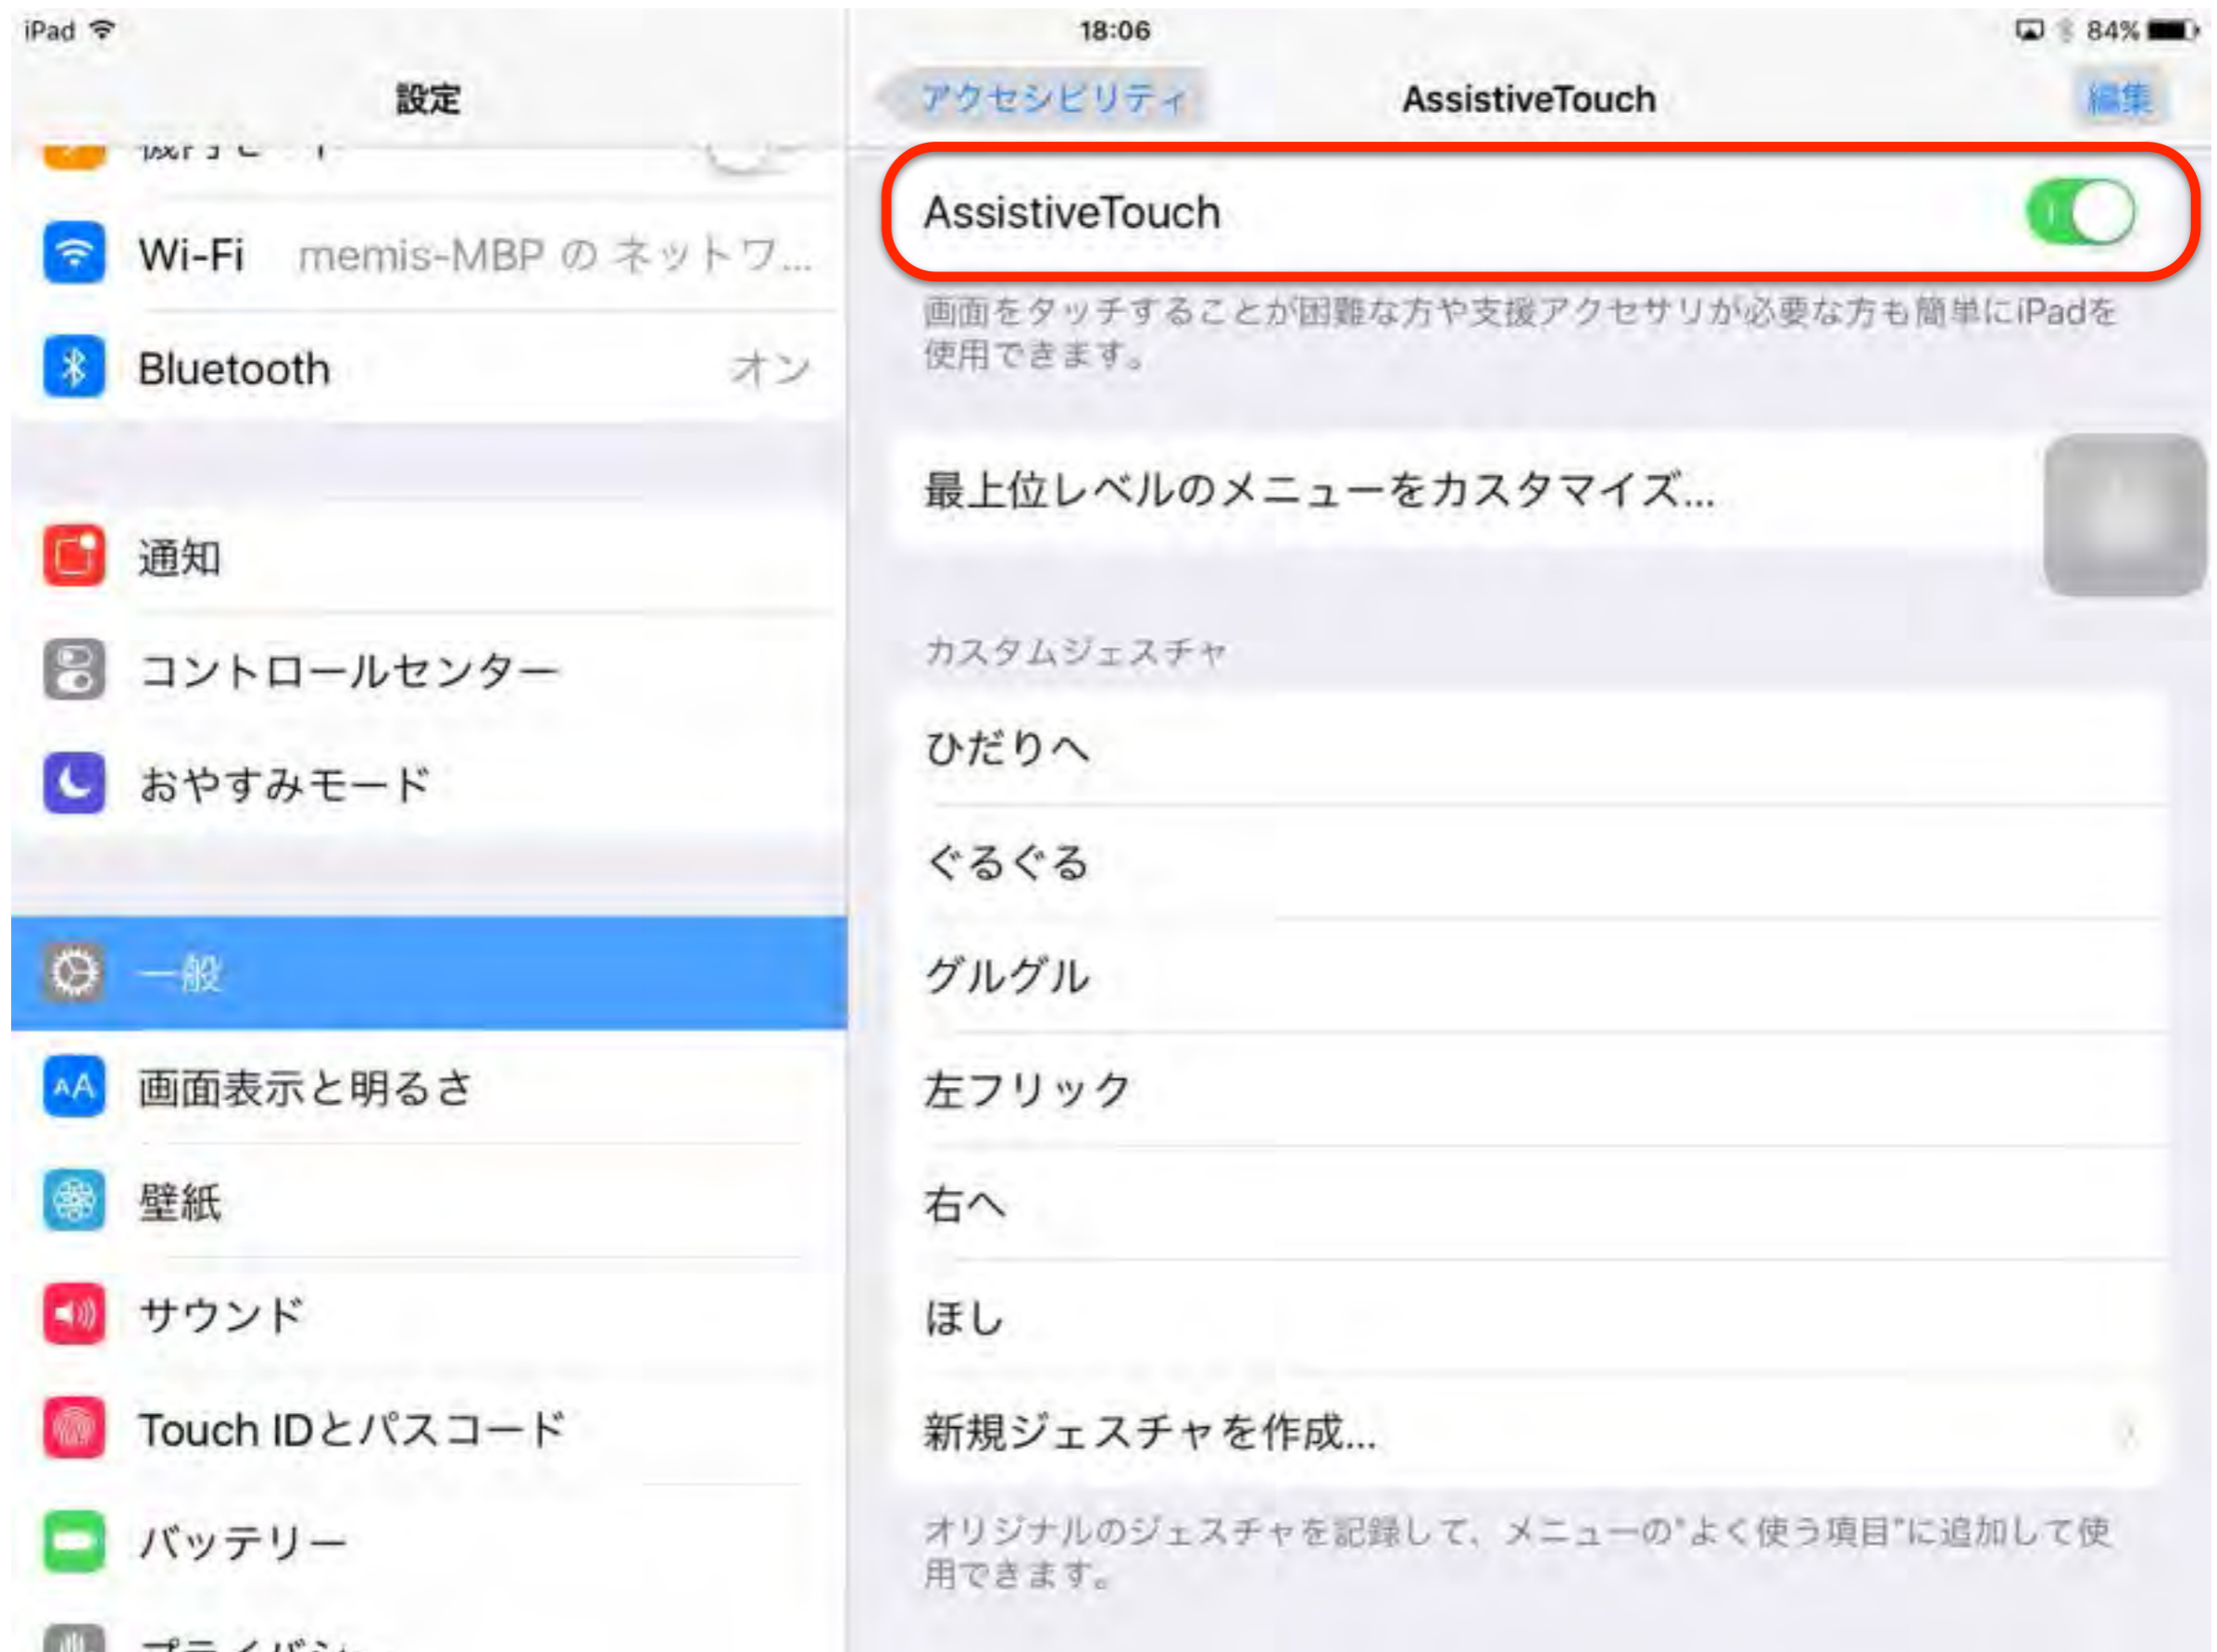 iPad
18:06
84%
設定
Wi-Fi memis-MBP の ネットワ...
Bluetooth オン
通知
コントロールセンター
おやすみモード
一般
画面表示と明るさ
壁紙
サウンド
Touch IDとパスコード
バッテリー
アクセシビリティ
AssistiveTouch
編集
AssistiveTouch
画面をタッチすることが困難な方や支援アクセサリが必要な方も簡単にiPadを
使用できます。
最上位レベルのメニューをカスタマイズ...
カスタムジェスチャ
ひだりへ
ぐるぐる
グルグル
左フリック
右へ
ほし
新規ジェスチャを作成...
オリジナルのジェスチャを記録して、メニューの"よく使う項目"に追加して使
用できます。